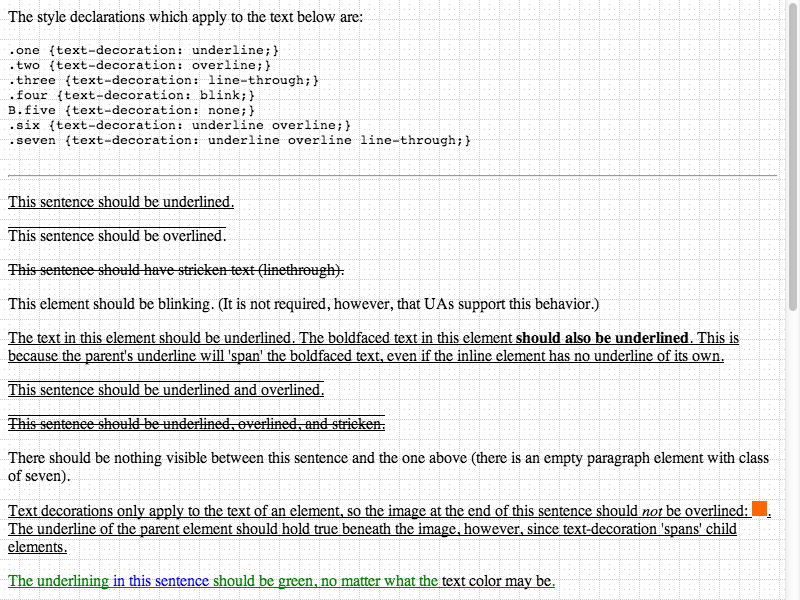 The style declarations which apply to the text below are:
.one {text-decoration: underline;}
.two {text-decoration: overline;}
.three {text-decoration: line-through;}
.four {text-decoration: blink;}
B.five {text-decoration: none;}
.six {text-decoration: underline overline;}
.seven {text-decoration: underline overline line-through;}
This sentence should be underlined.
This sentence should be overlined.
This sentence should have stricken text (linethrough).
This element should be blinking. (It is not required, however, that UAs support this behavior.)
The text in this element should be underlined. The boldfaced text in this element should also be underlined. This is
because the parent's underline will 'span' the boldfaced text, even if the inline element has no underline of its own.
This sentence should be underlined and overlined.
This sentence should be underlined, overlined, and stricken.
There should be nothing visible between this sentence and the one above (there is an empty paragraph element with class
of seven).
Text decorations only apply to the text of an element, so the image at the end of this sentence should not be overlined: .
The underline of the parent element should hold true beneath the image, however, since text-decoration 'spans' child
elements.
The underlining in this sentence should be green, no matter what the text color may be.